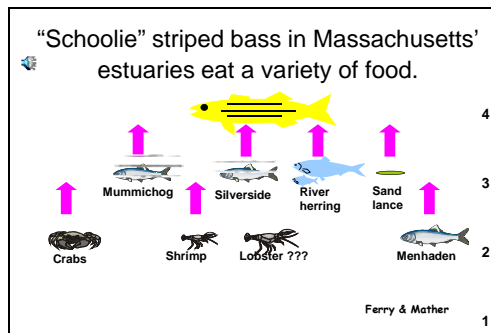 “Schoolie” striped bass in Massachusetts’
estuaries eat a variety of food.
4
Mummichog
Silverside
River
herring
Sand
lance
3
Crabs
Shrimp
Lobster ???
Menhaden
2
Ferry & Mather
1